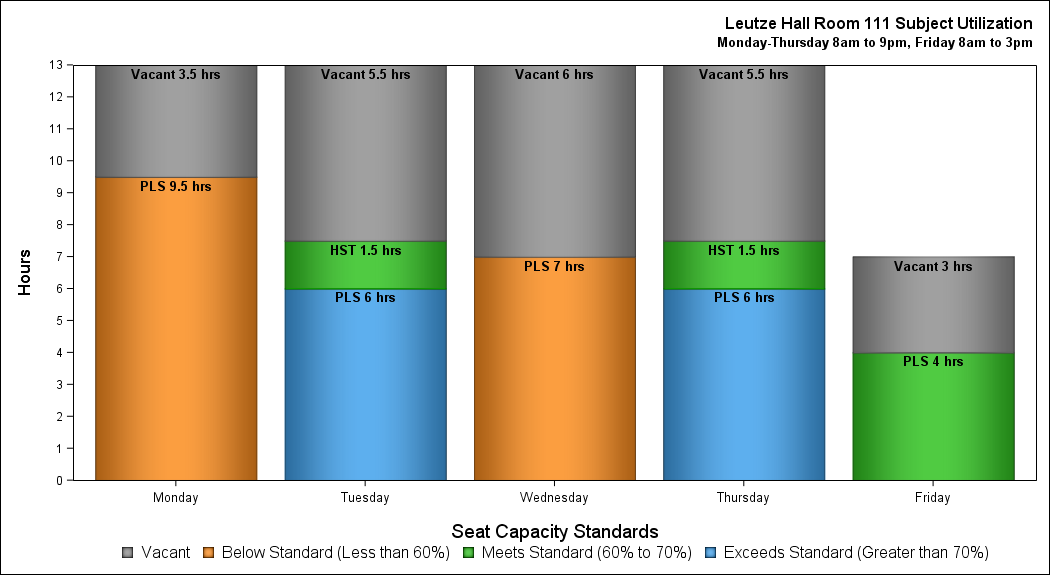 Leutze Hall Room 111 Subject Utilization
Monday-Thursday 8am to 9pm, Friday 8am to 3pm
Hours
13
12
11
10
9
8
7
6
5
4
3
2
1
0
Vacant 3.5 hrs
PLS 9.5 hrs
Vacant 5.5 hrs
HST 1.5 hrs
PLS 6 hrs
Vacant 6 hrs
PLS 7 hrs
Vacant 5.5 hrs
HST 1.5 hrs
PLS 6 hrs
Vacant 3 hrs
PLS 4 hrs
Monday Tuesday Wednesday Thursday Friday
Seat Capacity Standards
Vacant Below Standard (Less than 60%) Meets Standard (60% to 70%) Exceeds Standard (Greater than 70%)